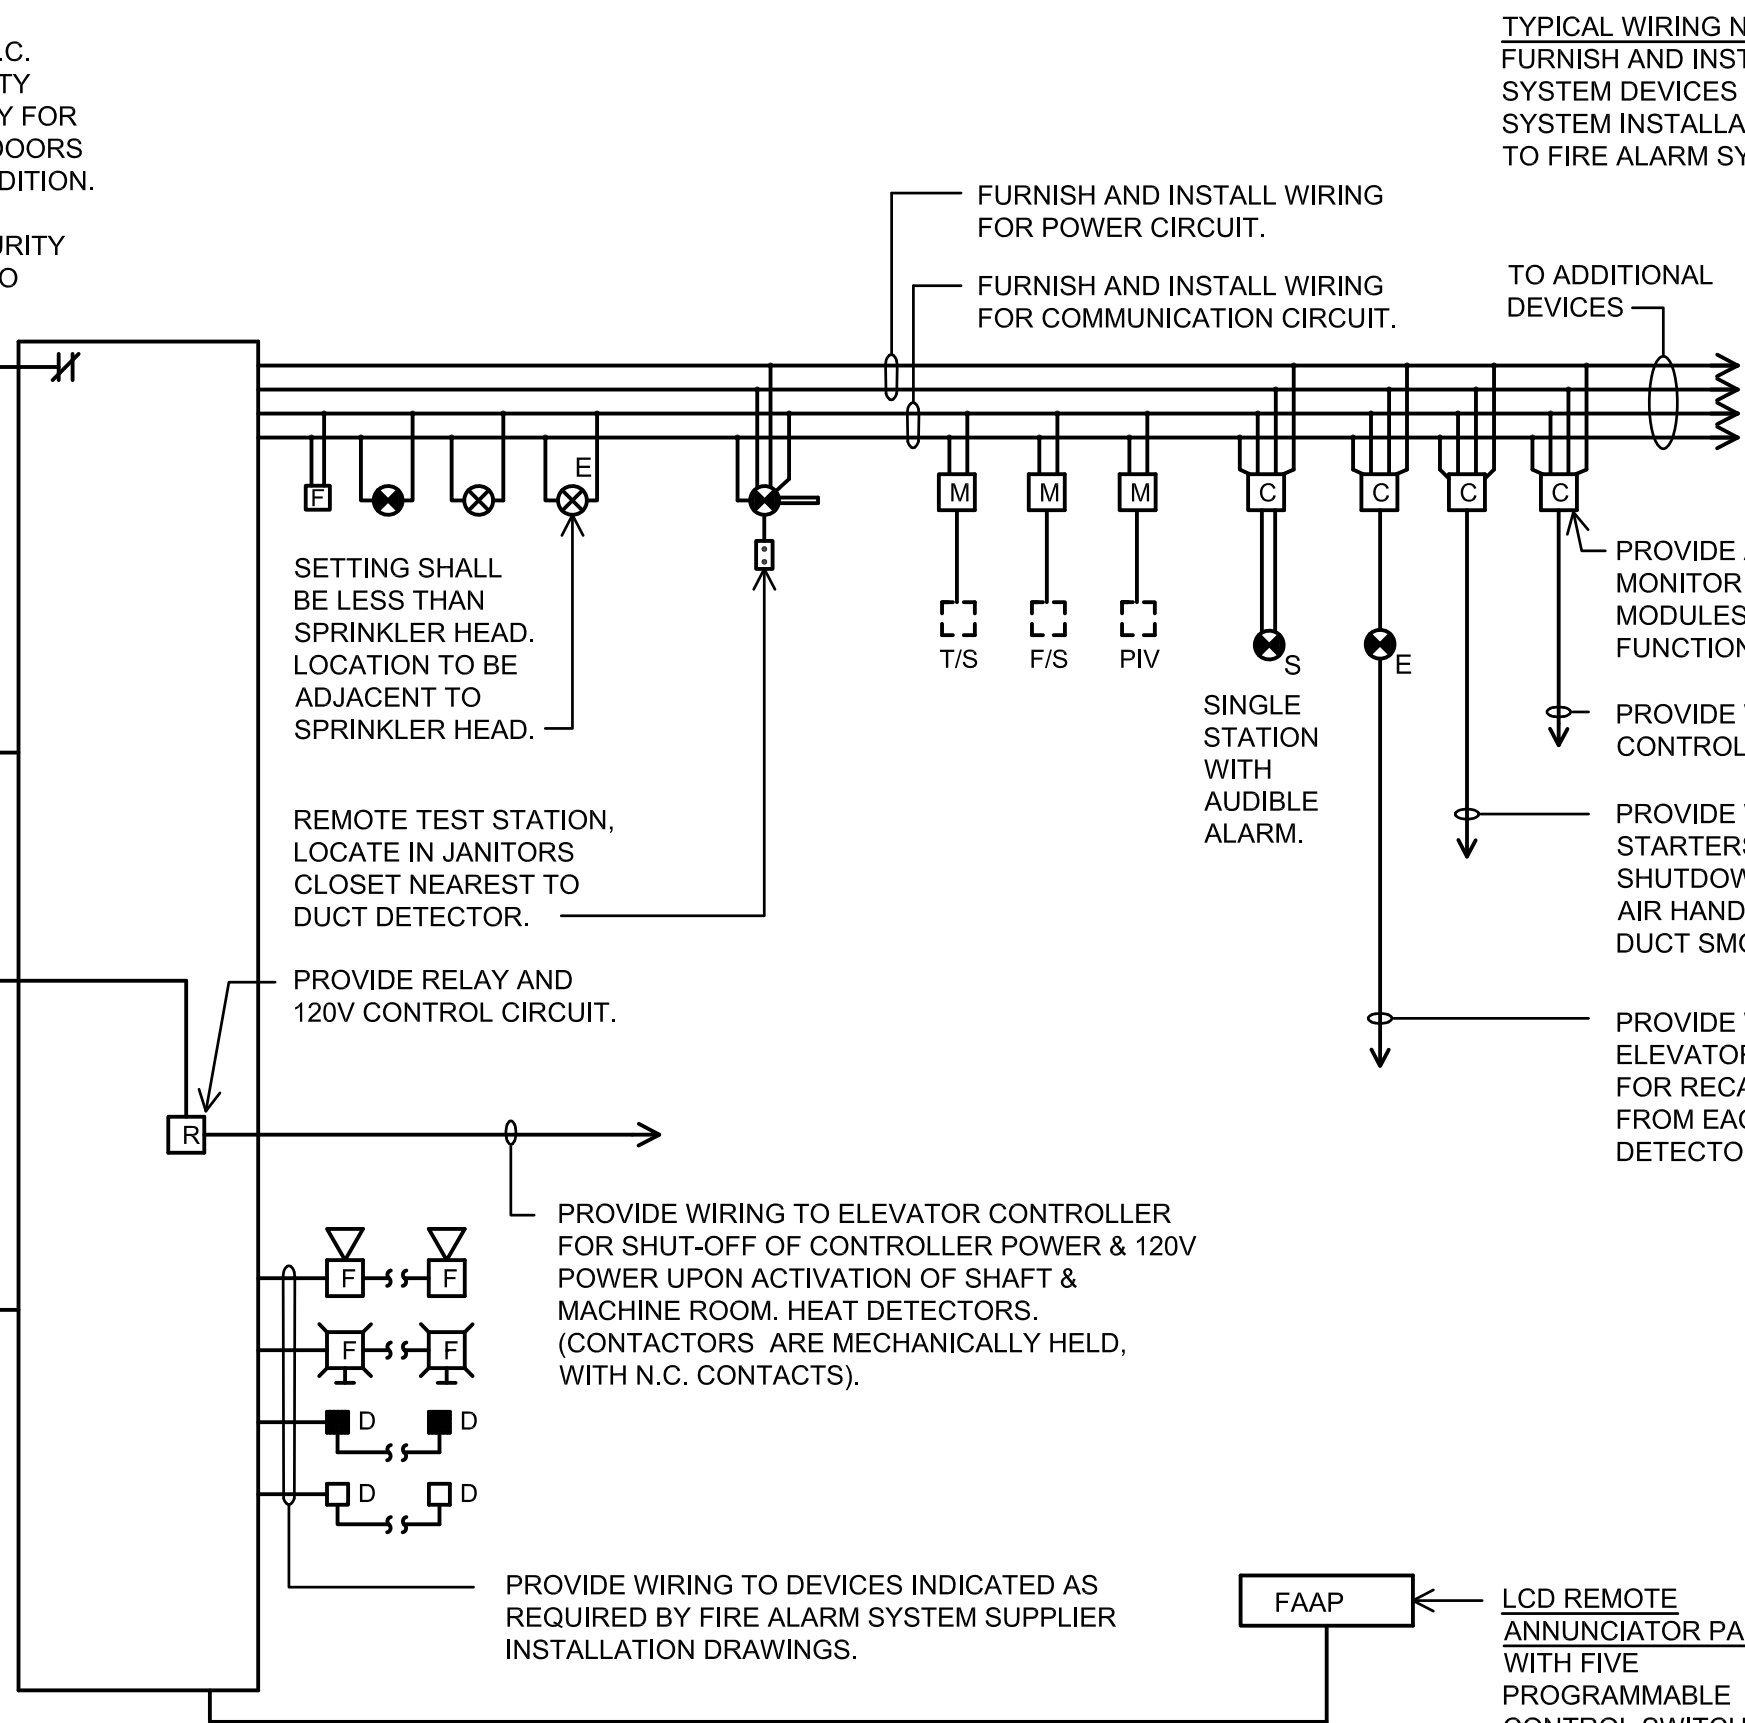 .C.
TY
Y FOR
DOORS
DITION.
URITY
O
TYPICAL WIRING N
FURNISH AND INST
SYSTEM DEVICES
SYSTEM INSTALLA
TO FIRE ALARM SY
FURNISH AND INSTALL WIRING
FOR POWER CIRCUIT.
FURNISH AND INSTALL WIRING
FOR COMMUNICATION CIRCUIT.
TO ADDITIONAL
DEVICES
F
E
M
M
M
C
C
C
C
T/S
F/S
PIV
S
E
SETTING SHALL
BE LESS THAN
SPRINKLER HEAD.
LOCATION TO BE
ADJACENT TO
SPRINKLER HEAD.
SINGLE
STATION
WITH
AUDIBLE
ALARM.
PROVIDE
MONITOR
MODULES
FUNCTION
PROVIDE
CONTROL
PROVIDE
STARTERS
SHUTDOW
AIR HAND
DUCT SMO
PROVIDE
ELEVATOR
FOR RECA
FROM EAC
DETECTO
REMOTE TEST STATION,
LOCATE IN JANITORS
CLOSET NEAREST TO
DUCT DETECTOR.
PROVIDE RELAY AND
120V CONTROL CIRCUIT.
R
PROVIDE WIRING TO ELEVATOR CONTROLLER
FOR SHUT-OFF OF CONTROLLER POWER & 120V
POWER UPON ACTIVATION OF SHAFT &
MACHINE ROOM. HEAT DETECTORS.
(CONTACTORS ARE MECHANICALLY HELD,
WITH N.C. CONTACTS).
F F
F F
D D
D D
PROVIDE WIRING TO DEVICES INDICATED AS
REQUIRED BY FIRE ALARM SYSTEM SUPPLIER
INSTALLATION DRAWINGS.
FAAP
LCD REMOTE
ANNUNCIATOR PA
WITH FIVE
PROGRAMMABLE
CONTROL SWITCH